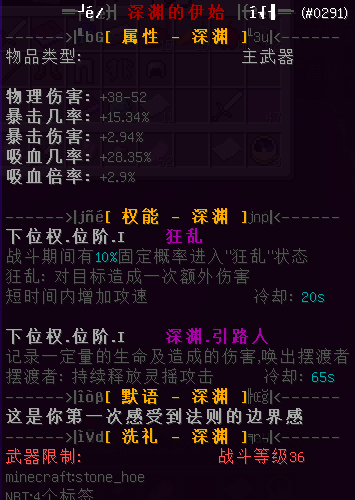 深渊的伊始 (#0291)
[ 属性 - 深渊 ]
物品类型: 主武器
物理伤害: +38-52
暴击几率: +15.34%
暴击伤害: +2.94%
吸血几率: +28.35%
吸血倍率: +2.9%
------>|jñé[ 权能 - 深渊 ]jnp|<------
下位权.位阶.I 狂乱
战斗期间有10%固定概率进入"狂乱"状态
狂乱: 对目标造成一次额外伤害
短时间内增加攻速 冷却: 20s
下位权.位阶.I 深渊.引路人
记录一定量的生命及造成的伤害,唤出摆渡者
摆渡者: 持续释放灵摇攻击 冷却: 65s
[ 默语 - 深渊 ]
这是你第一次感受到法则的边界感
[ 洗礼 - 深渊 ]
武器限制: 战斗等级36
minecraft:stone_hoe
NBT:4个标签